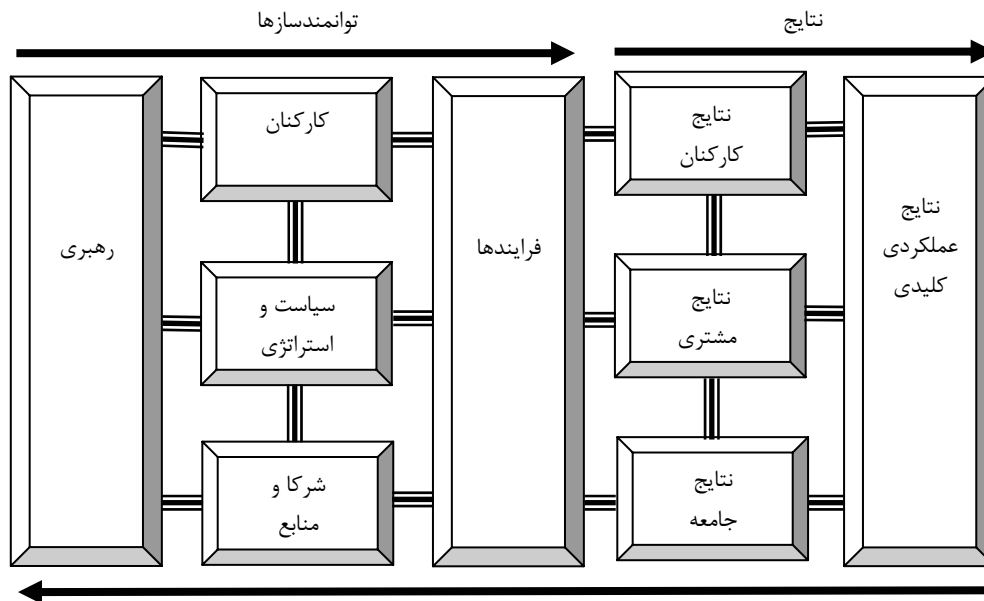 توانمندسازها
نتایج
رهبری
کارکنان
سیاست و
استراتژی
شرکا و
منابع
فرایندها
نتایج
کارکنان
نتایج
مشتری
نتایج
جامعه
نتایج
عملکردی
کلیدی